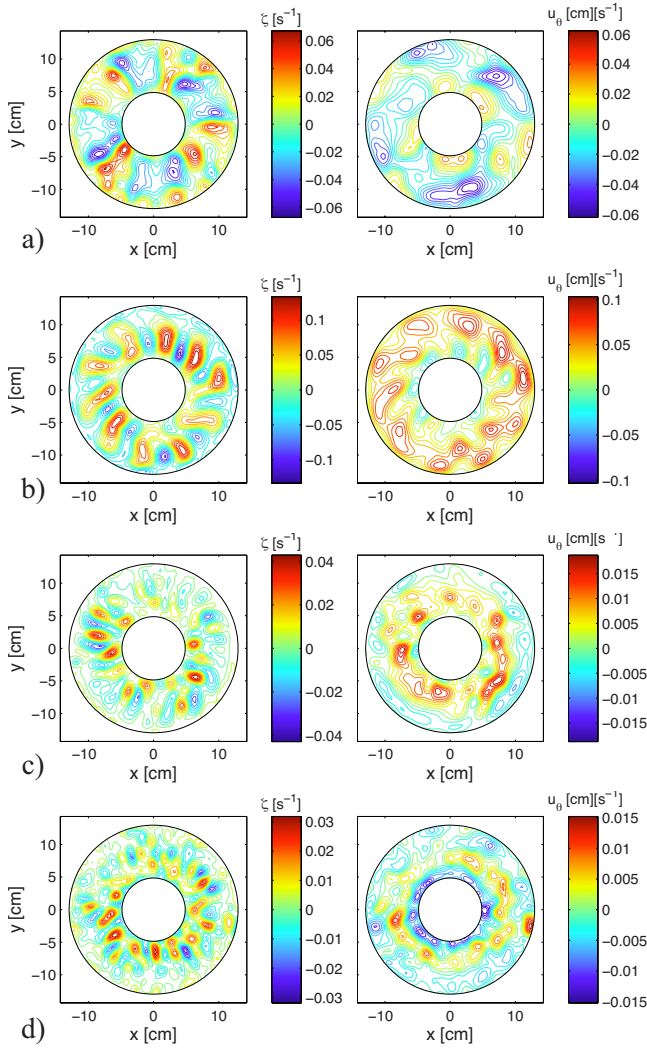 ζ [s⁻¹]
u_θ [cm][s⁻¹]
10
5
0
−5
−10
y [cm]
0.06
0.04
0.02
0
−0.02
−0.04
−0.06
0.06
0.04
0.02
0
−0.02
−0.04
−0.06
−10 0 10
−10 0 10
x [cm]
x [cm]
a)
ζ [s⁻¹]
u_θ [cm][s⁻¹]
10
5
0
−5
−10
y [cm]
0.1
0.05
0
−0.05
−0.1
0.1
0.05
0
−0.05
−0.1
−10 0 10
−10 0 10
x [cm]
x [cm]
b)
ζ [s⁻¹]
u_θ [cm][s
10
5
0
−5
−10
y [cm]
0.04
0.02
0
−0.02
−0.04
0.015
0.01
0.005
0
−0.005
−0.01
−0.015
−10 0 10
−10 0 10
x [cm]
x [cm]
c)
ζ [s⁻¹]
u_θ [cm][s⁻¹]
10
5
0
−5
−10
y [cm]
0.03
0.02
0.01
0
−0.01
−0.02
−0.03
0.015
0.01
0.005
0
−0.005
−0.01
−0.015
−10 0 10
−10 0 10
x [cm]
x [cm]
d)